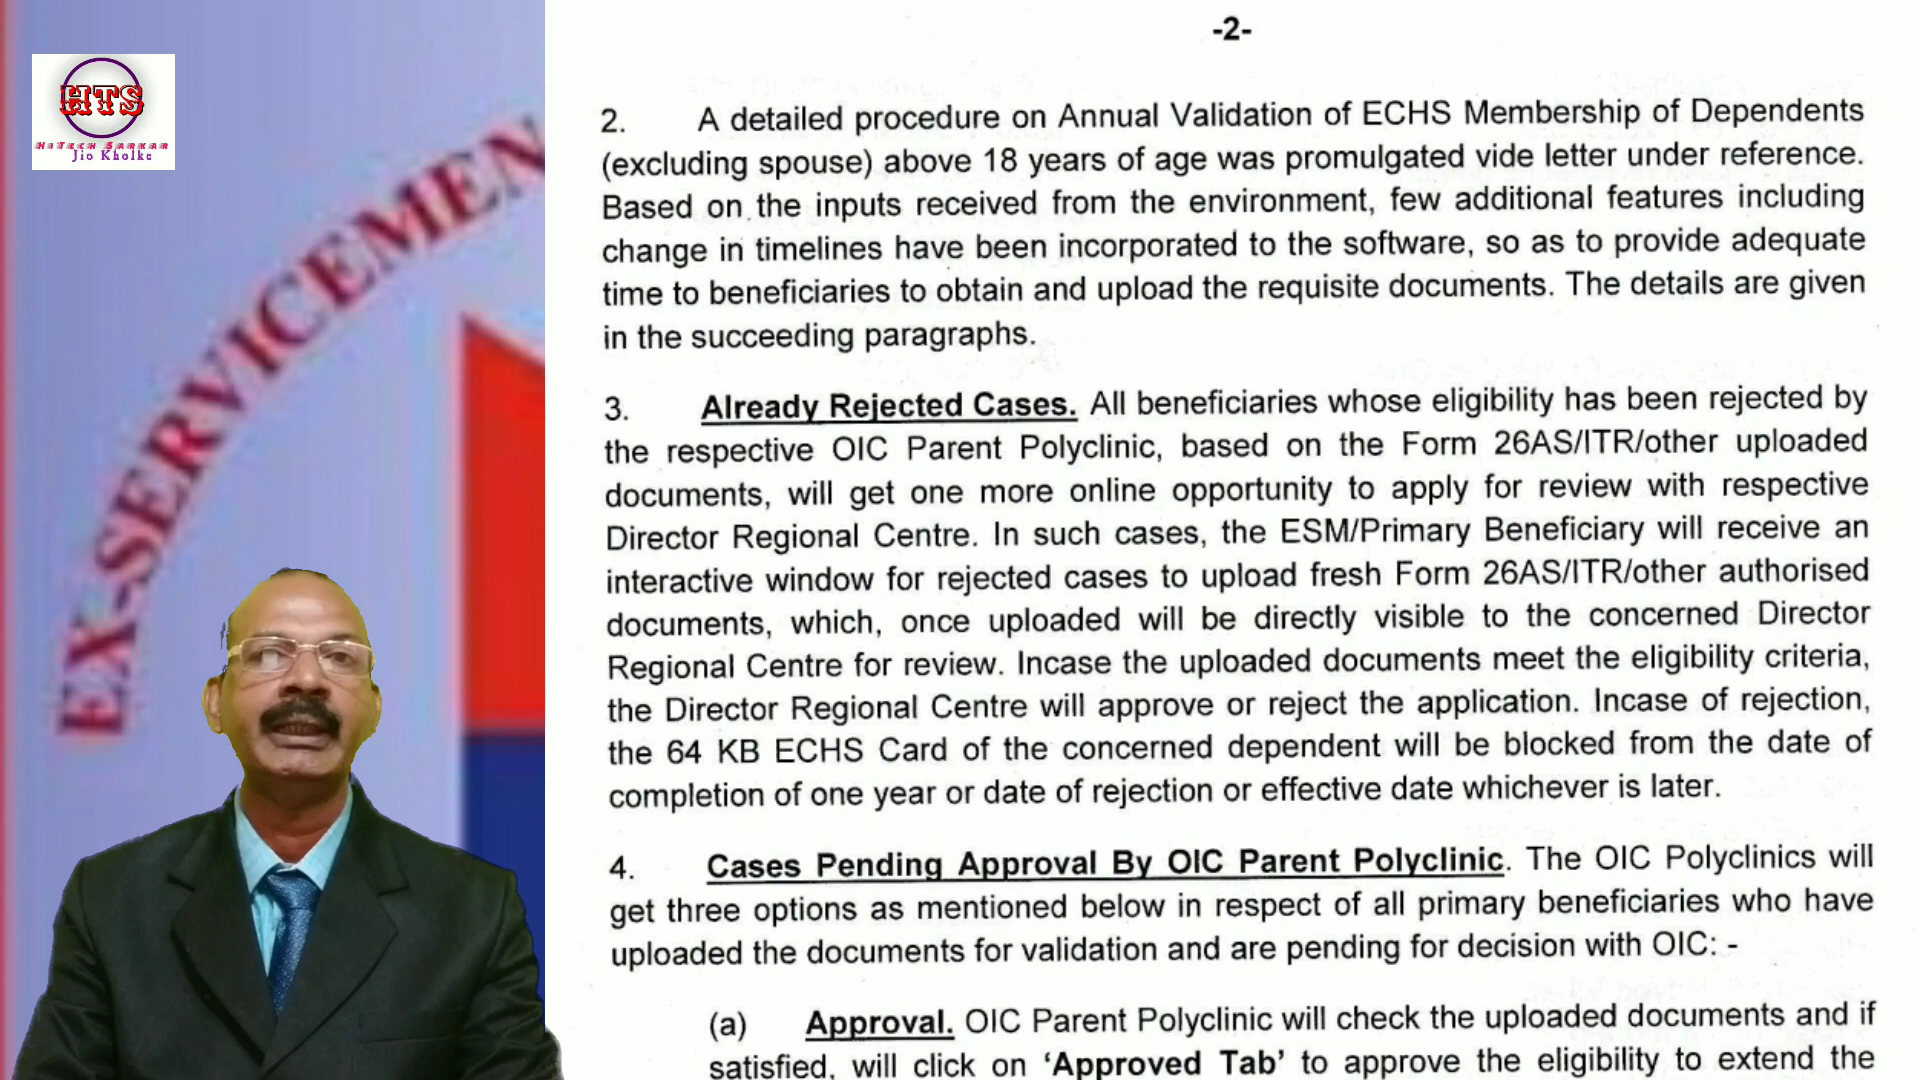 HTS
HiTech Sarkar
Jio Kholke
EX-SERVICEMEN
-2-
2. A detailed procedure on Annual Validation of ECHS Membership of Dependents
(excluding spouse) above 18 years of age was promulgated vide letter under reference.
Based on the inputs received from the environment, few additional features including
change in timelines have been incorporated to the software, so as to provide adequate
time to beneficiaries to obtain and upload the requisite documents. The details are given
in the succeeding paragraphs.
3. Already Rejected Cases. All beneficiaries whose eligibility has been rejected by
the respective OIC Parent Polyclinic, based on the Form 26AS/ITR/other uploaded
documents, will get one more online opportunity to apply for review with respective
Director Regional Centre. In such cases, the ESM/Primary Beneficiary will receive an
interactive window for rejected cases to upload fresh Form 26AS/ITR/other authorised
documents, which, once uploaded will be directly visible to the concerned Director
Regional Centre for review. Incase the uploaded documents meet the eligibility criteria,
the Director Regional Centre will approve or reject the application. Incase of rejection,
the 64 KB ECHS Card of the concerned dependent will be blocked from the date of
completion of one year or date of rejection or effective date whichever is later.
4. Cases Pending Approval By OIC Parent Polyclinic. The OIC Polyclinics will
get three options as mentioned below in respect of all primary beneficiaries who have
uploaded the documents for validation and are pending for decision with OIC: -
(a) Approval. OIC Parent Polyclinic will check the uploaded documents and if
satisfied, will click on ‘Approved Tab’ to approve the eligibility to extend the